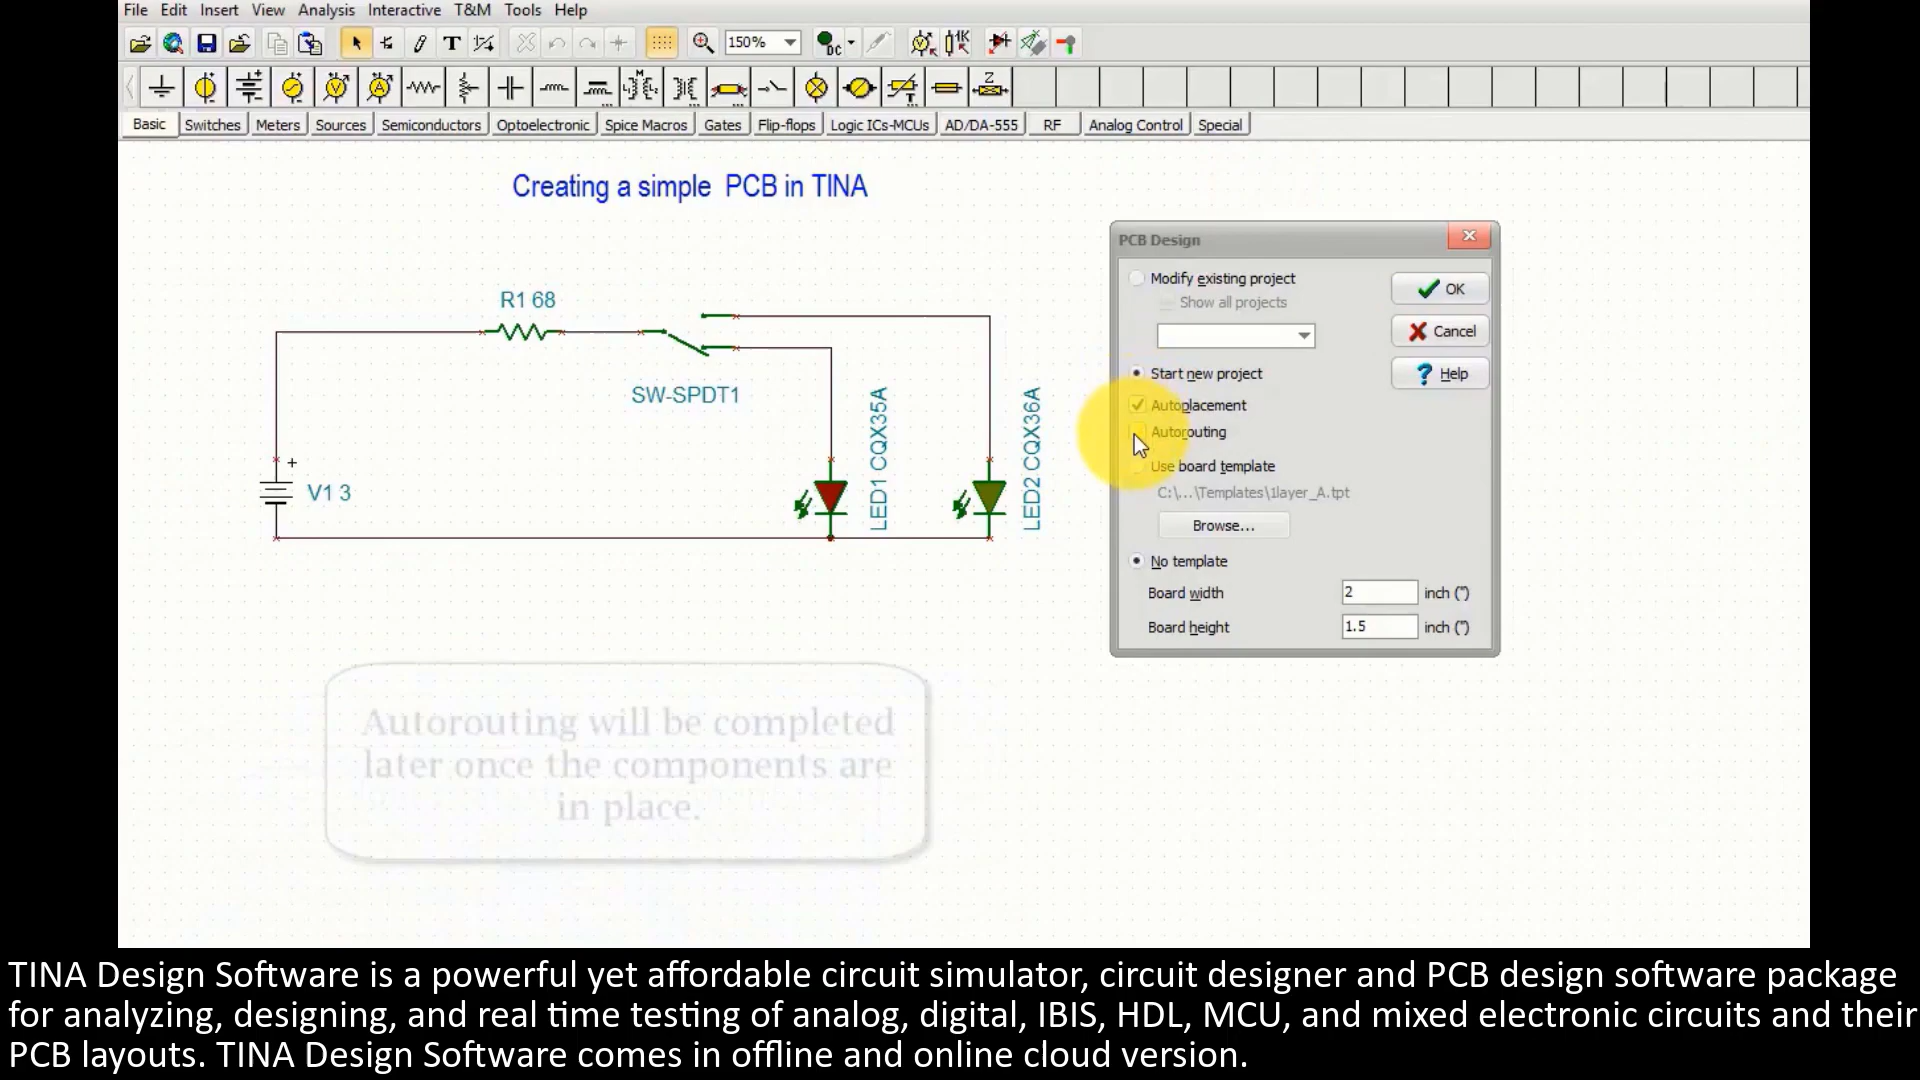 File Edit Insert View Analysis Interactive T&M Tools Help
150% DC 1K
M Z
Basic Switches Meters Sources Semiconductors Optoelectronic Spice Macros Gates Flip-flops Logic ICs-MCUs AD/DA-555 RF Analog Control Special
Creating a simple PCB in TINA
PCB Design
Modify existing project
OK
Show all projects
Cancel
Start new project
Help
Autoplacement
Autorouting
Use board template
C:\...\Templates\1layer_A.tpt
Browse...
No template
Board width 2 inch (")
Board height 1.5 inch (")
R1 68
SW-SPDT1
LED1 CQX35A
LED2 CQX36A
+
V1 3
Autorouting will be completed
later once the components are
in place.
TINA Design Software is a powerful yet affordable circuit simulator, circuit designer and PCB design software package
for analyzing, designing, and real time testing of analog, digital, IBIS, HDL, MCU, and mixed electronic circuits and their
PCB layouts. TINA Design Software comes in offline and online cloud version.